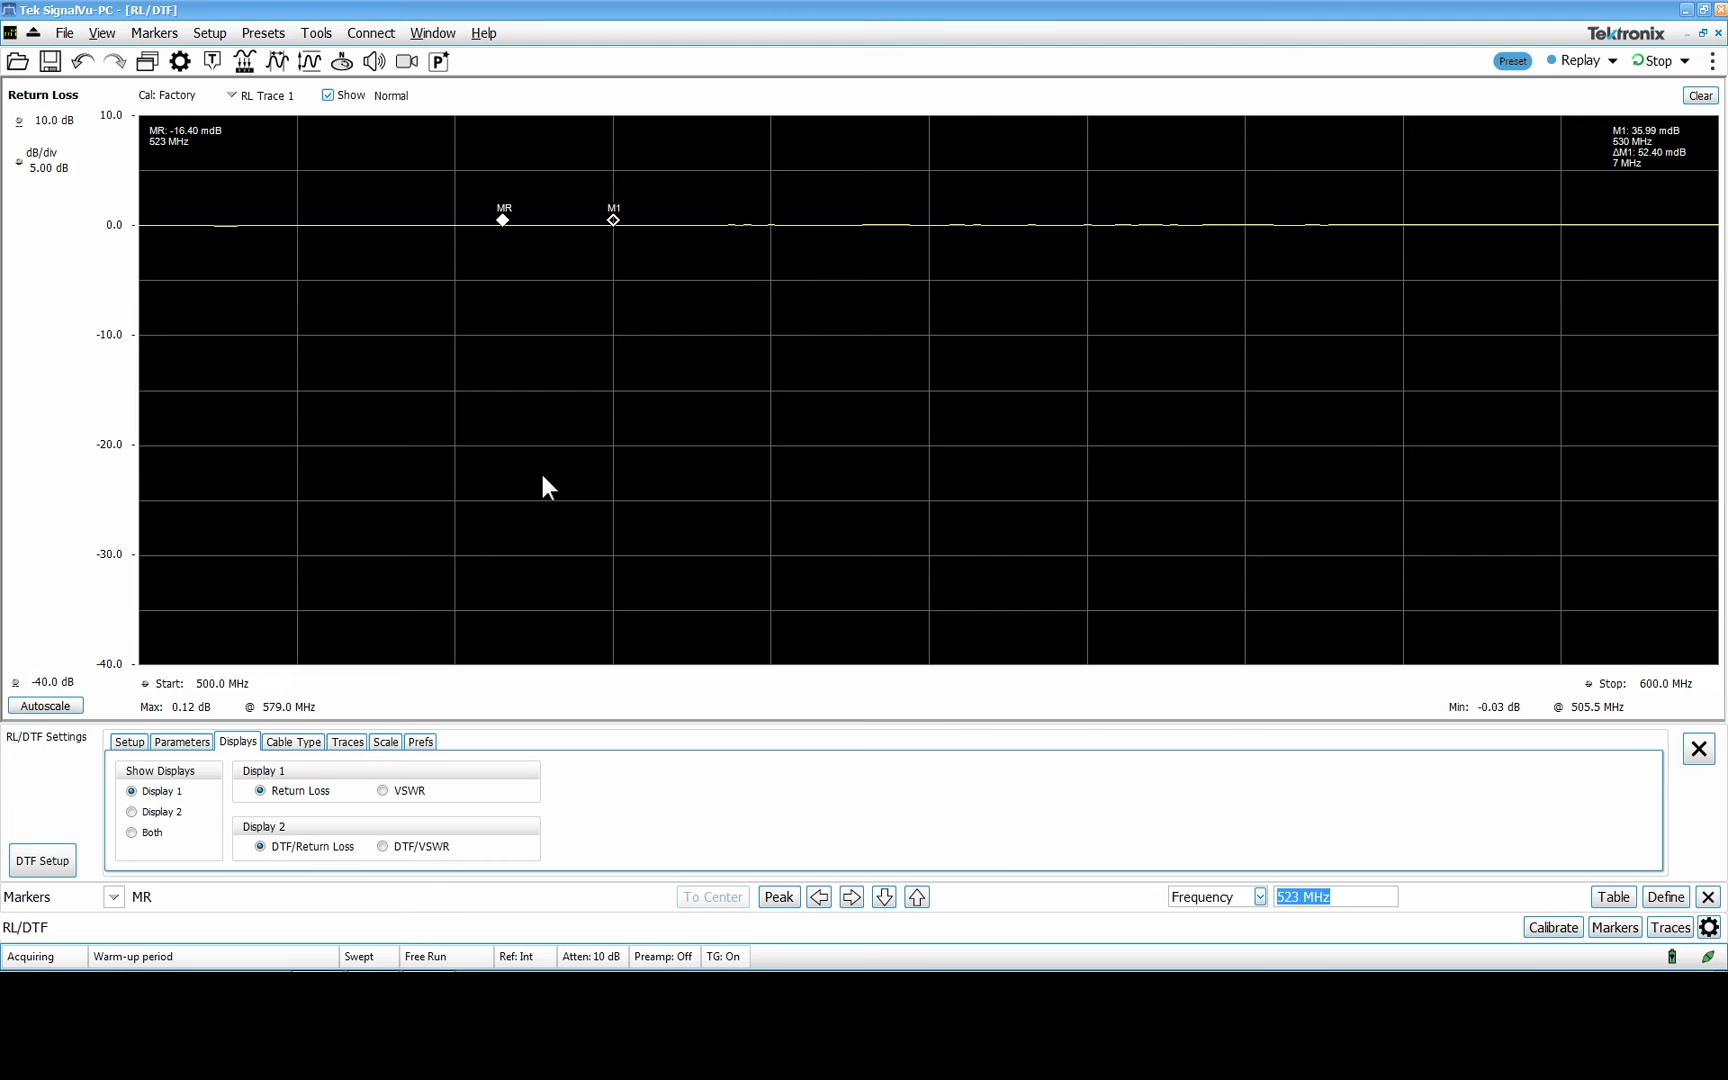 Tek SignalVu-PC - [RL/DTF]
File View Markers Setup Presets Tools Connect Window Help
Tektronix
Preset Replay Stop
Return Loss Cal: Factory RL Trace 1 Show Normal Clear
10.0 dB
dB/div
5.00 dB
10.0
MR: -16.40 mdB
523 MHz
M1: 35.99 mdB
530 MHz
ΔM1: 52.40 mdB
7 MHz
MR M1
0.0
-10.0
-20.0
-30.0
-40.0
-40.0 dB Start: 500.0 MHz Stop: 600.0 MHz
Autoscale Max: 0.12 dB @ 579.0 MHz Min: -0.03 dB @ 505.5 MHz
RL/DTF Settings Setup Parameters Displays Cable Type Traces Scale Prefs
Show Displays Display 1
Display 1 Return Loss VSWR
Display 2
Display 2
Both
DTF/Return Loss DTF/VSWR
DTF Setup
Markers MR To Center Peak Frequency 523 MHz Table Define
RL/DTF Calibrate Markers Traces
Acquiring Warm-up period Swept Free Run Ref: Int Atten: 10 dB Preamp: Off TG: On